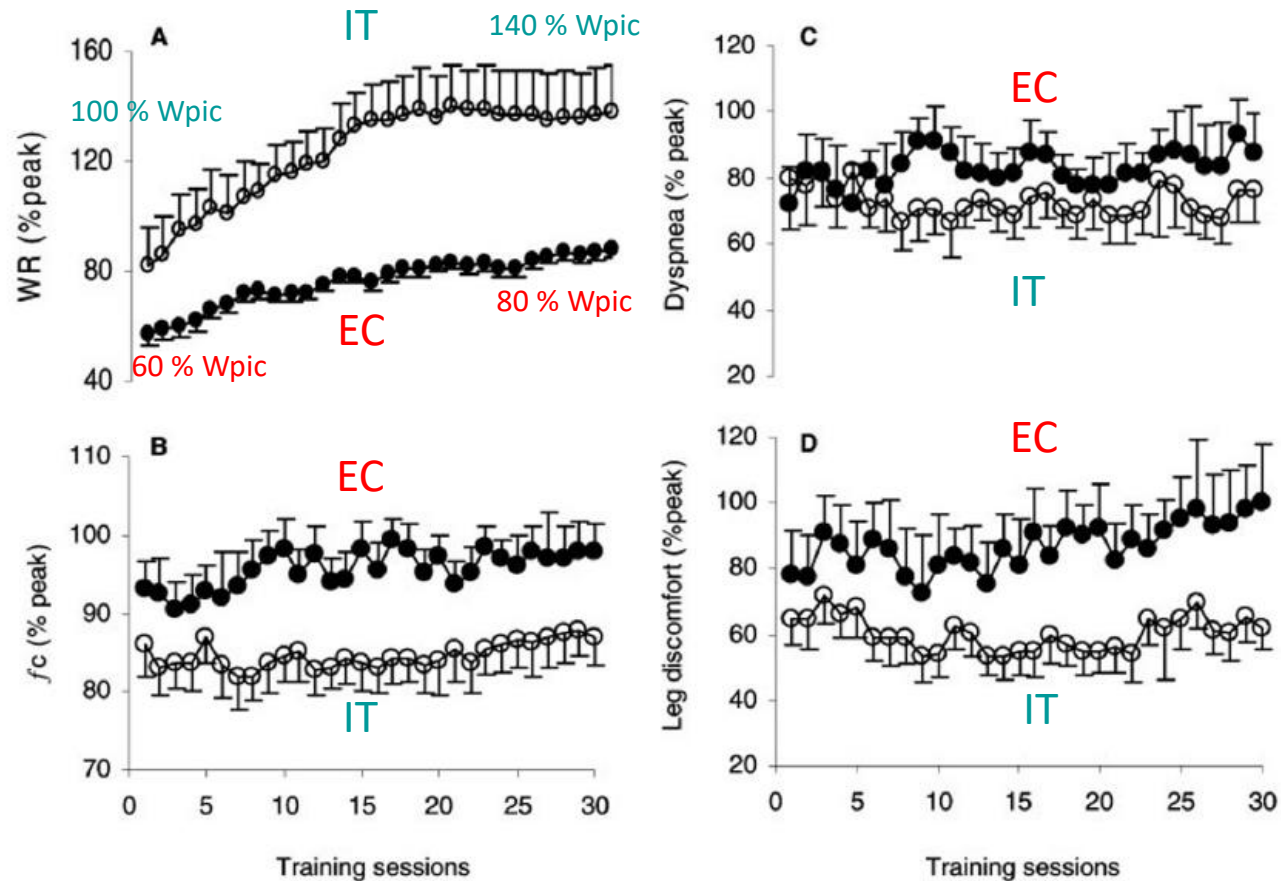 A
IT
140 % Wpic
160
100 % Wpic
120
80
40
WR (%peak)
EC
80 % Wpic
60 % Wpic
C
120
100
80
60
40
20
Dyspnea (% peak)
EC
IT
B
110
100
90
80
70
fc (% peak)
EC
IT
0
5
10
15
20
25
30
Training sessions
D
120
100
80
60
40
20
Leg discomfort (%peak)
EC
IT
0
5
10
15
20
25
30
Training sessions